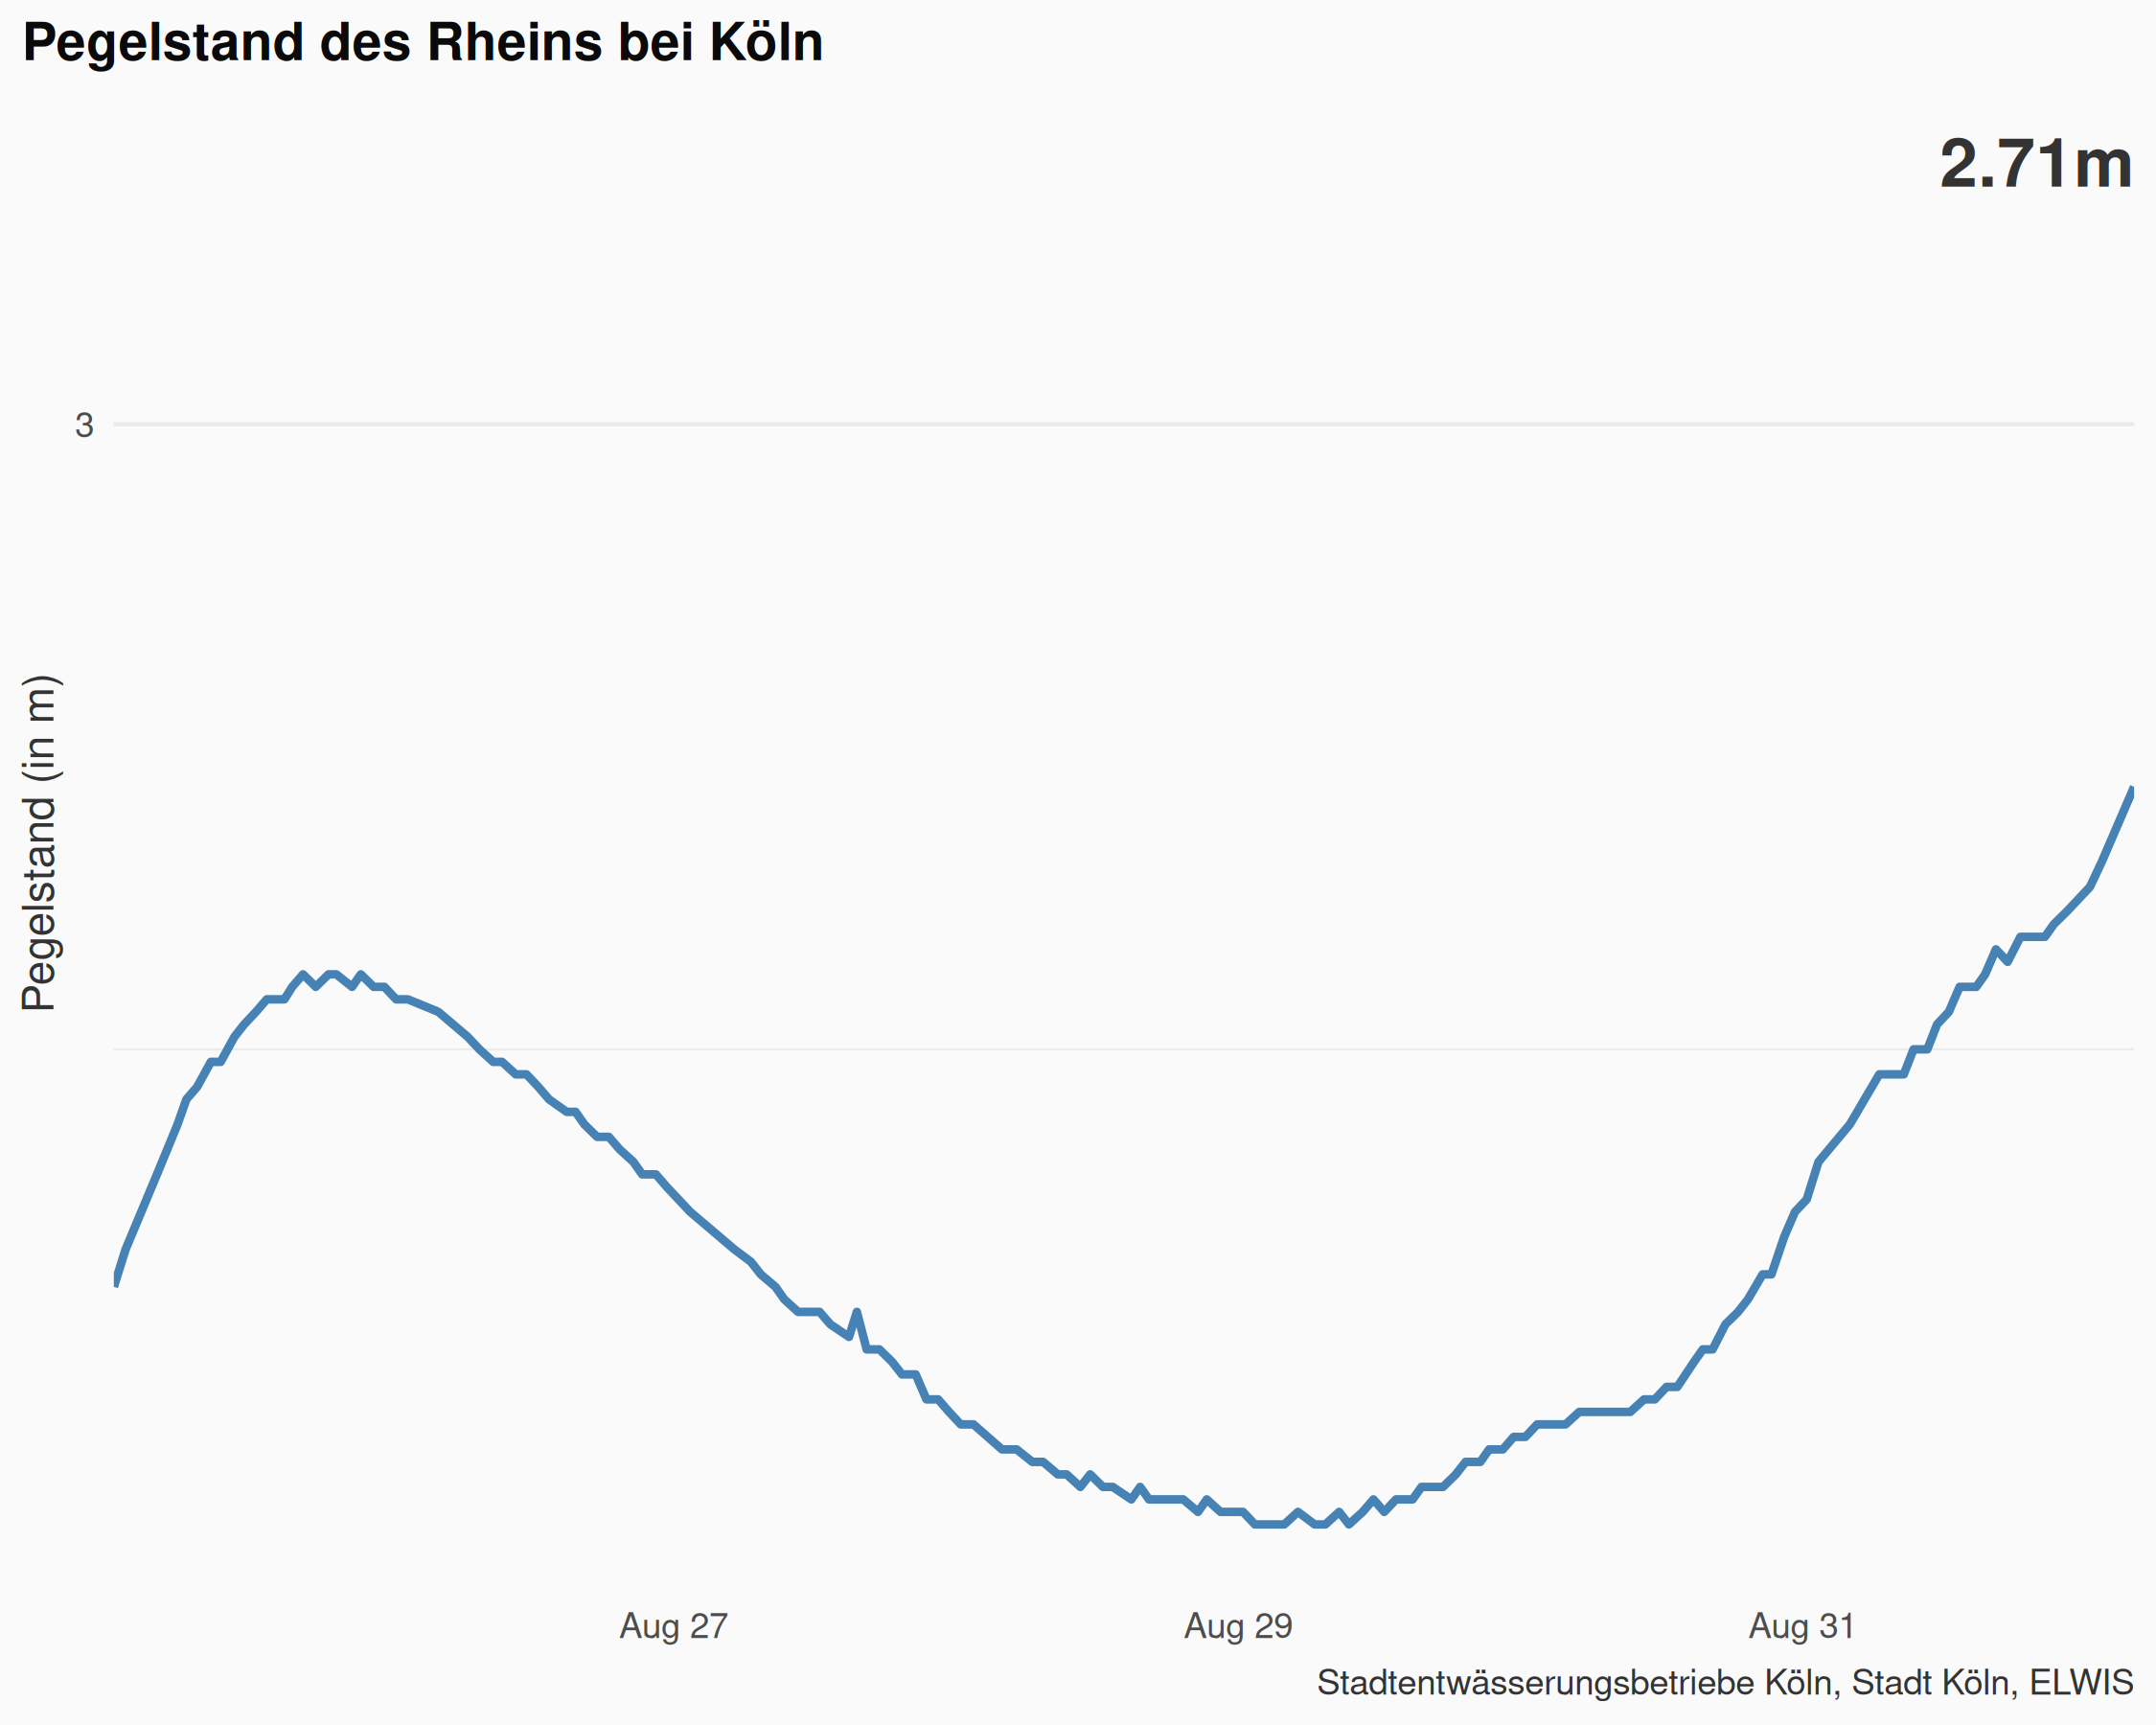 Pegelstand des Rheins bei Köln
2.71m
3
Pegelstand (in m)
Aug 27
Aug 29
Aug 31
Stadtentwässerungsbetriebe Köln, Stadt Köln, ELWIS